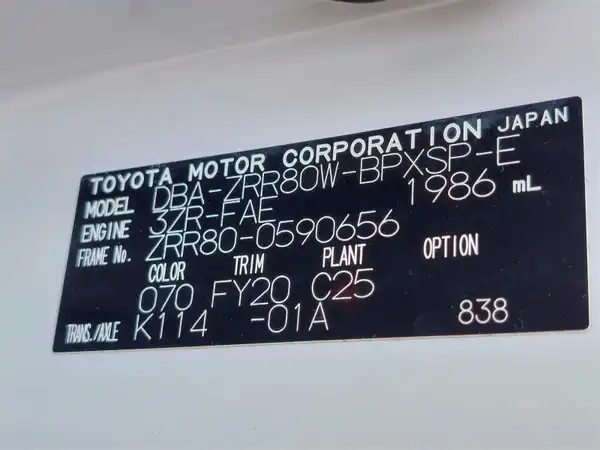 TOYOTA MOTOR CORPORATION JAPAN
MODEL DBA-ZRR80W-BPXSP-E
ENGINE 3ZR-FAE 1986 mL
FRAME No. ZRR80-0590656
COLOR TRIM PLANT OPTION
070 FY20 C25
TRANS./AXLE K114 -01A 838